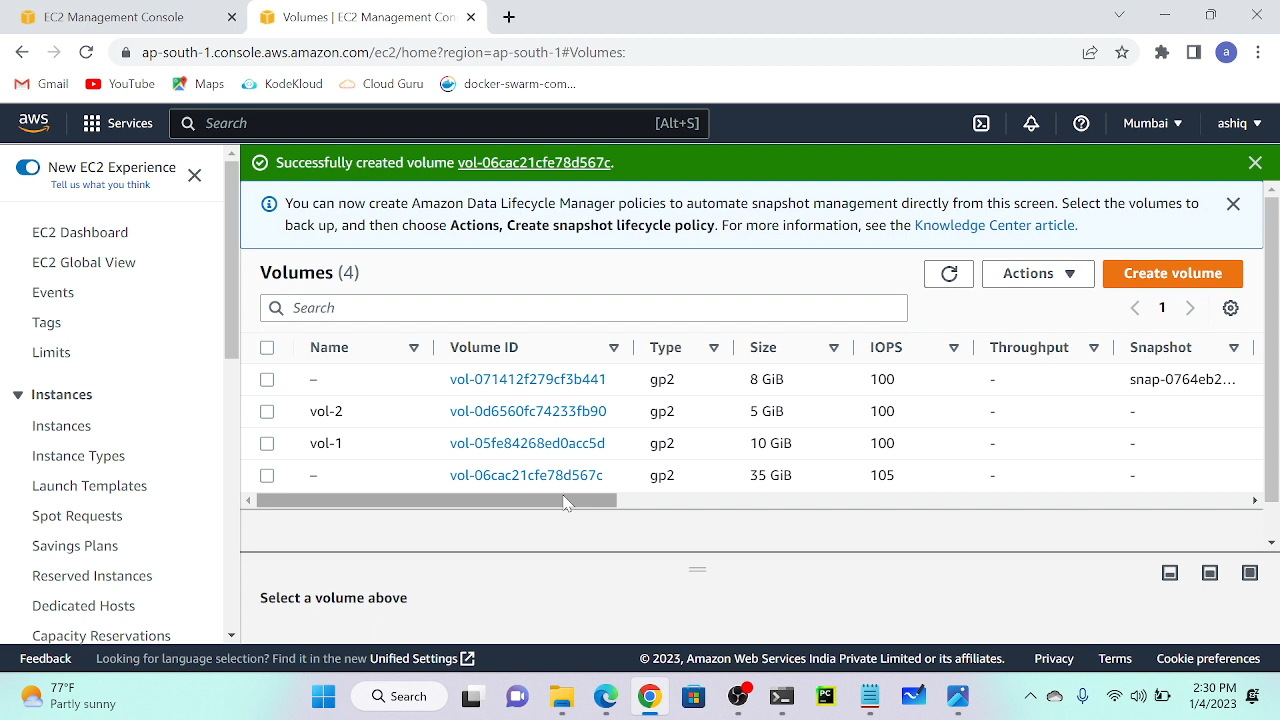 EC2 Management Console
Volumes | EC2 Management Con
ap-south-1.console.aws.amazon.com/ec2/home?region=ap-south-1#Volumes:
a
Gmail YouTube Maps KodeKloud Cloud Guru docker-swarm-com...
aws Services Search [Alt+S] Mumbai ▼ ashiq ▼
New EC2 Experience
Tell us what you think
EC2 Dashboard
EC2 Global View
Events
Tags
Limits
Instances
Instances
Instance Types
Launch Templates
Spot Requests
Savings Plans
Reserved Instances
Dedicated Hosts
Capacity Reservations
Successfully created volume vol-06cac21cfe78d567c.
You can now create Amazon Data Lifecycle Manager policies to automate snapshot management directly from this screen. Select the volumes to
back up, and then choose Actions, Create snapshot lifecycle policy. For more information, see the Knowledge Center article.
Volumes (4) Actions ▼ Create volume
Search 1
Name Volume ID Type Size IOPS Throughput Snapshot
– vol-071412f279cf3b441 gp2 8 GiB 100 - snap-0764eb2...
vol-2 vol-0d6560fc74233fb90 gp2 5 GiB 100 - -
vol-1 vol-05fe84268ed0acc5d gp2 10 GiB 100 - -
– vol-06cac21cfe78d567c gp2 35 GiB 105 - -
Select a volume above
Feedback Looking for language selection? Find it in the new Unified Settings © 2023, Amazon Web Services India Private Limited or its affiliates. Privacy Terms Cookie preferences
77°F
Partly sunny
Search
PC
2:30 PM
1/4/2023